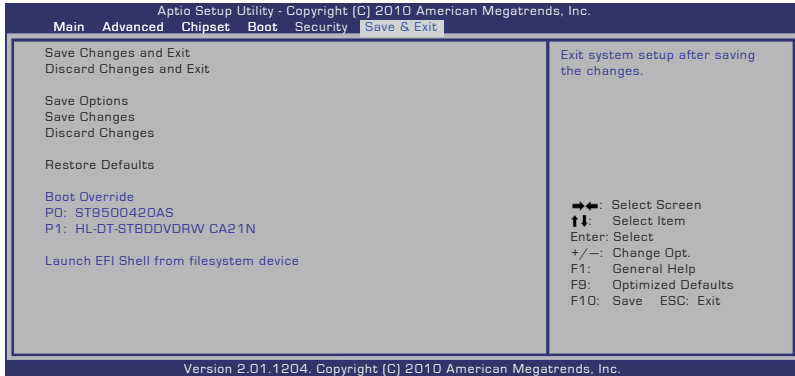 Aptio Setup Utility - Copyright (C) 2010 American Megatrends, Inc.
Main Advanced Chipset Boot Security Save & Exit
Save Changes and Exit
Discard Changes and Exit
Save Options
Save Changes
Discard Changes
Restore Defaults
Boot Override
P0: ST9500420AS
P1: HL-DT-STBDDVDRW CA21N
Launch EFI Shell from filesystem device
Exit system setup after saving
the changes.
→←: Select Screen
↑↓: Select Item
Enter: Select
+/—: Change Opt.
F1: General Help
F9: Optimized Defaults
F10: Save ESC: Exit
Version 2.01.1204. Copyright (C) 2010 American Megatrends, Inc.